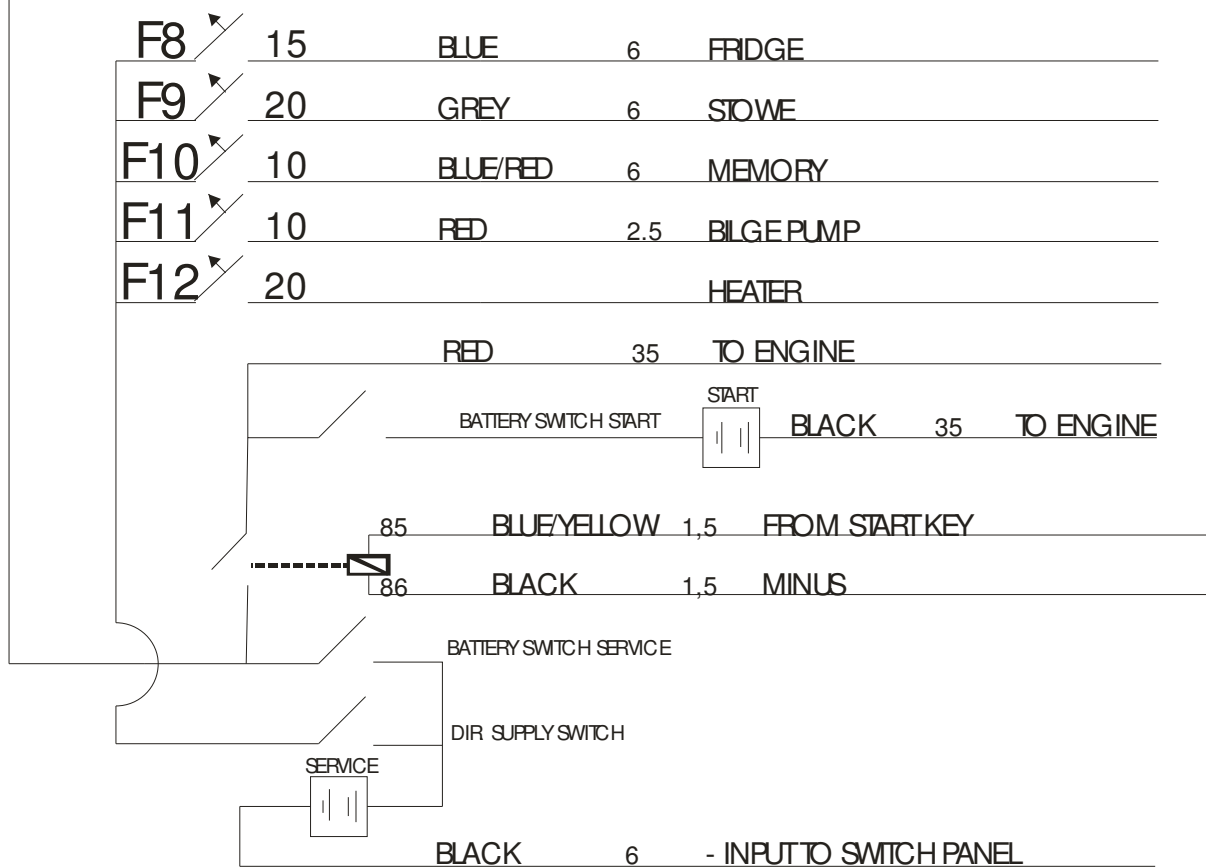 F8 15 BLUE 6 FRIDGE
F9 20 GREY 6 STOWE
F10 10 BLUE/RED 6 MEMORY
F11 10 RED 2.5 BILGE PUMP
F12 20 HEATER
RED 35 TO ENGINE
START
BATTERY SWITCH START BLACK 35 TO ENGINE
85 BLUE/YELLOW 1,5 FROM START KEY
86 BLACK 1,5 MINUS
BATTERY SWITCH SERVICE
DIR SUPPLY SWITCH
SERVICE
BLACK 6 - INPUT TO SWITCH PANEL